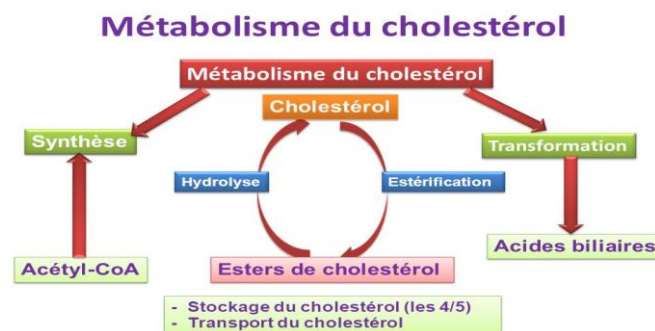 Métabolisme du cholestérol
Métabolisme du cholestérol
Cholestérol
Synthèse
Transformation
Hydrolyse
Estérification
Acétyl-CoA
Esters de cholestérol
Acides biliaires
- Stockage du cholestérol (les 4/5)
- Transport du cholestérol